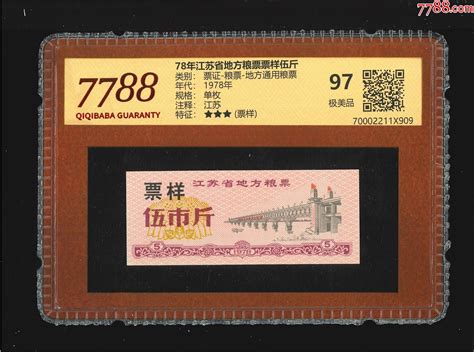 7788.com
7788
QIQIBABA GUARANTY
78年江苏省地方粮票票样伍斤
类别：票证-粮票-地方通用粮票
年代：1978年
规格：单枚
注释：江苏
特征：★★★(票样)
97
极美品
70002211X909
江苏省地方粮票
票样
伍市斤
5
1978
5